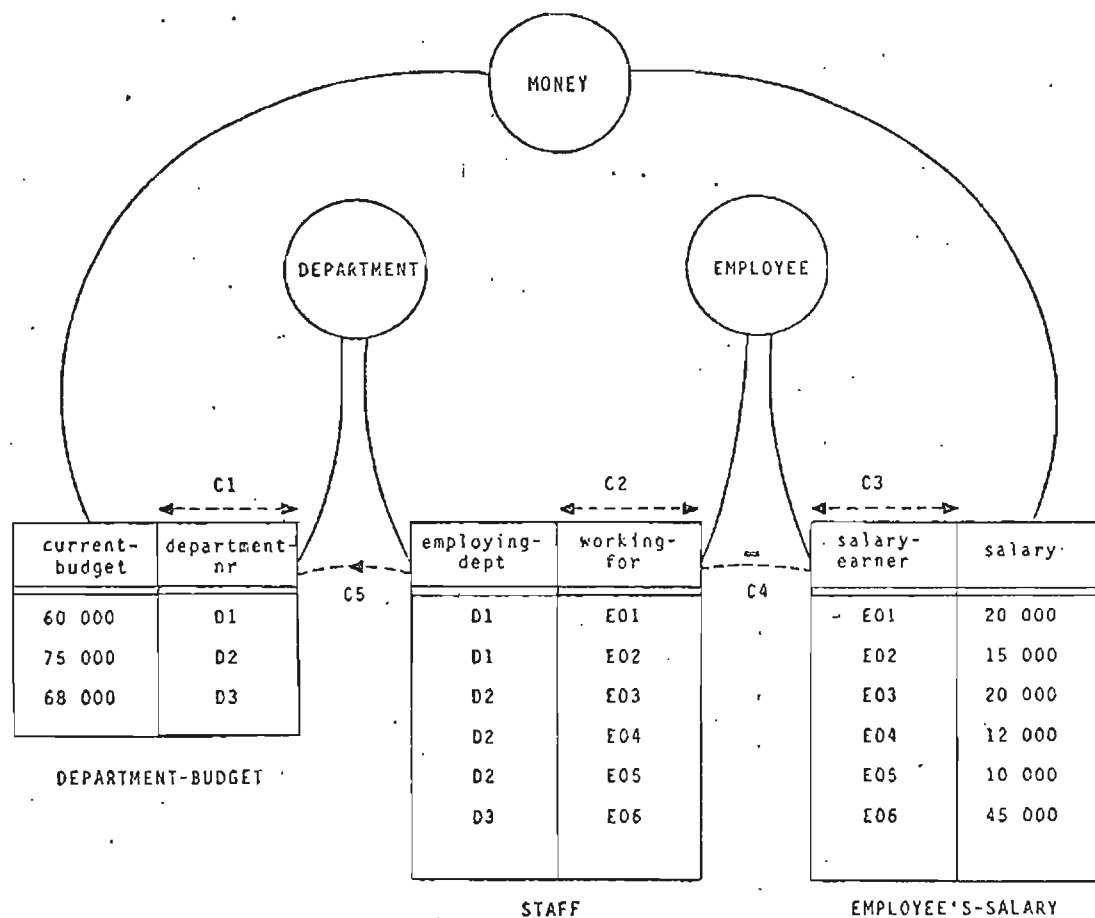 MONEY
DEPARTMENT
EMPLOYEE
C1
C2
C3
current-
budget
department-
nr
employing-
dept
working-
for
salary-
earner
salary
C5
C4
60 000 D1
75 000 D2
68 000 D3
DEPARTMENT-BUDGET
D1 E01
D1 E02
D2 E03
D2 E04
D2 E05
D3 E06
STAFF
E01 20 000
E02 15 000
E03 20 000
E04 12 000
E05 10 000
E06 45 000
EMPLOYEE'S-SALARY